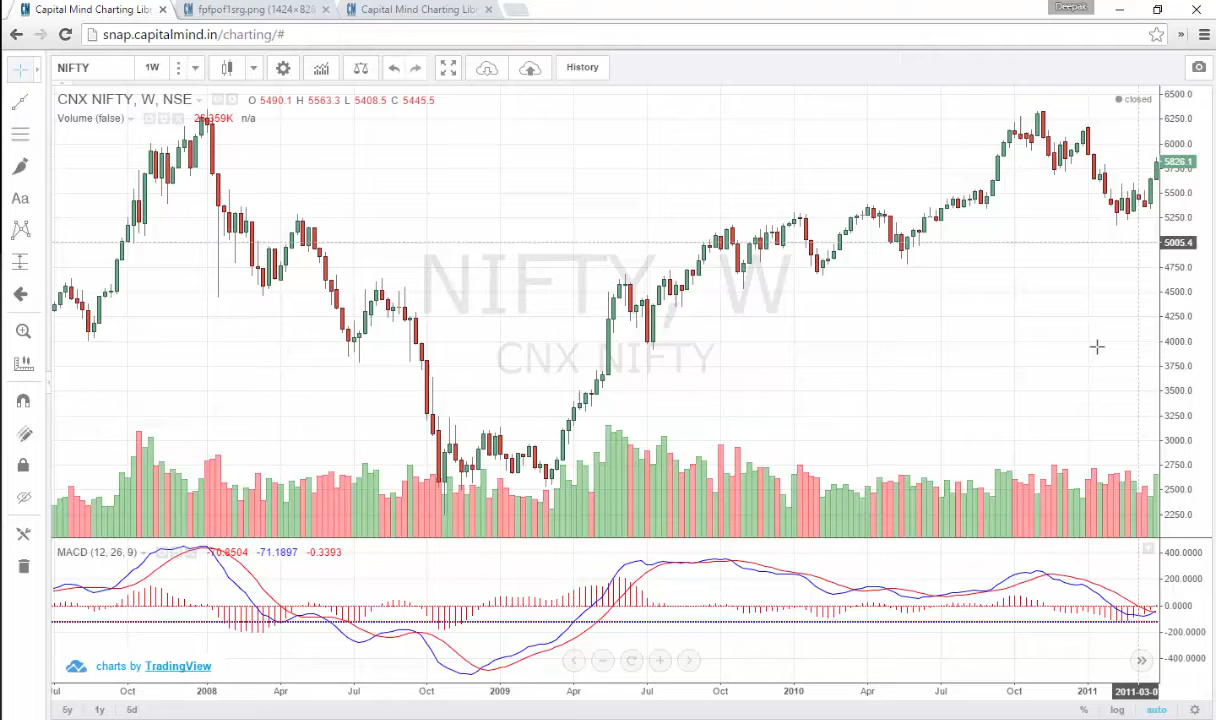 Capital Mind Charting Lib
fpfpof1srg.png (1424×828
Capital Mind Charting Lib
Deepak
snap.capitalmind.in/charting/#
NIFTY
1W
History
CNX NIFTY, W, NSE
O 5490.1 H 5563.3 L 5408.5 C 5445.5
closed
Volume (false)
n/a
NIFTY, W
CNX NIFTY
Aa
6500.0
6250.0
6000.0
5826.1
5750.0
5500.0
5250.0
5005.4
4750.0
4500.0
4250.0
4000.0
3750.0
3500.0
3250.0
3000.0
2750.0
2500.0
2250.0
MACD (12, 26, 9)
-71.1897
-0.3393
400.0000
200.0000
0.0000
-200.0000
-400.0000
charts by TradingView
Oct
2008
Apr
Jul
Oct
2009
Apr
Jul
Oct
2010
Apr
Jul
Oct
2011
2011-03-0
5y
1y
5d
%
log
auto